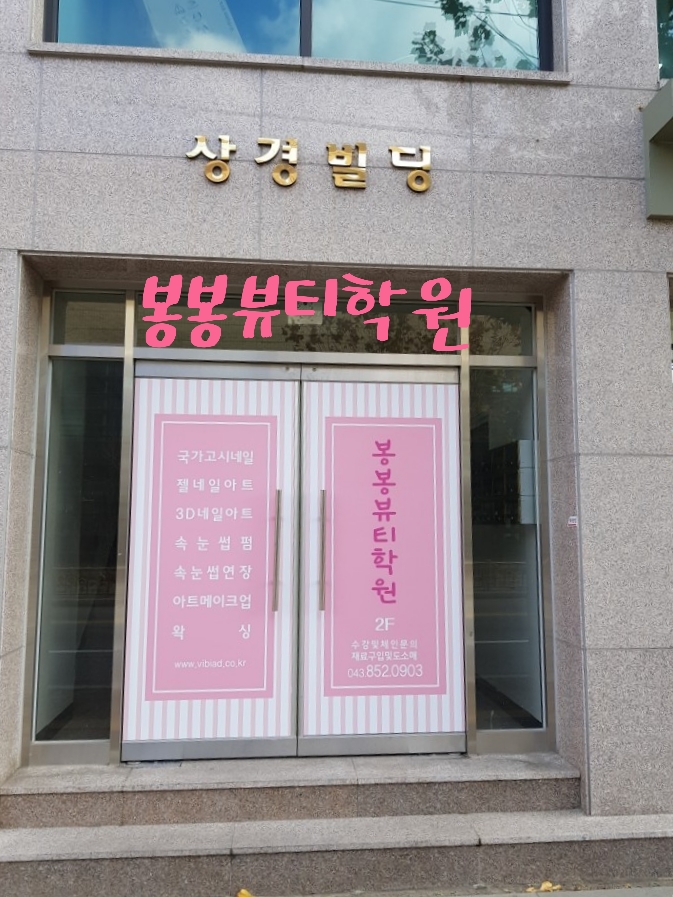 상경빌딩
봉봉뷰티학원
국가고시네일
젤네일아트
3D네일아트
속눈썹펌
속눈썹연장
아트메이크업
왁싱
www.vibiad.co.kr
봉봉뷰티학원
2F
수강및체인문의
재료구입및도소매
043.852.0903